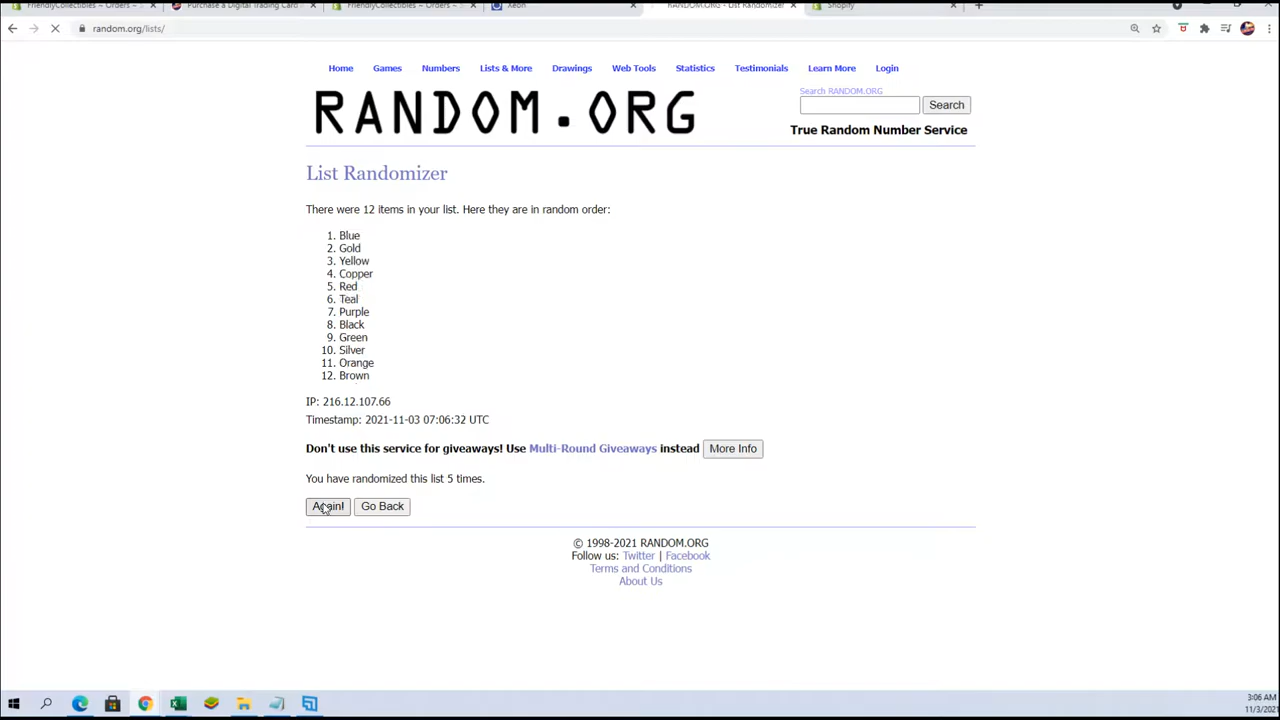 FriendlyCollectibles ~ Orders ~ S
Purchase a Digital Trading Card
FriendlyCollectibles ~ Orders ~
Xeon
RANDOM.ORG - List Randomizer
Shopify
random.org/lists/
Home Games Numbers Lists & More Drawings Web Tools Statistics Testimonials Learn More Login
RANDOM.ORG
Search RANDOM.ORG
Search
True Random Number Service
List Randomizer
There were 12 items in your list. Here they are in random order:
1. Blue
2. Gold
3. Yellow
4. Copper
5. Red
6. Teal
7. Purple
8. Black
9. Green
10. Silver
11. Orange
12. Brown
IP: 216.12.107.66
Timestamp: 2021-11-03 07:06:32 UTC
Don't use this service for giveaways! Use Multi-Round Giveaways instead More Info
You have randomized this list 5 times.
Again! Go Back
© 1998-2021 RANDOM.ORG
Follow us: Twitter | Facebook
Terms and Conditions
About Us
3:06 AM
11/3/2021